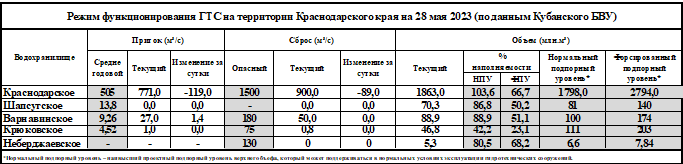 Режим функционирования ГТС на территории Краснодарского края на 28 мая 2023 (по данным Кубанского БВУ)
Водохранилище Приток (м³/с) Сброс (м³/с) Объем (млн.м³)
Средне годовой Текущий Изменение за сутки Опасный Текущий Изменение за сутки Текущий % наполняемости Нормальный подпорный уровень* Форсированный подпорный уровень*
НПУ ФПУ
Краснодарское 505 771,0 -119,0 1500 900,0 -89,0 1863,0 103,6 66,7 1798,0 2794,0
Шапсугское 13,8 0,0 0,0 - 0,0 0,0 70,3 86,8 50,2 81 140
Варнавинское 9,26 27,0 1,4 180 50,0 0,0 88,9 88,9 51,1 100 174
Крюковское 4,52 1,0 0,0 75 0,8 0,0 46,8 42,2 23,1 111 203
Неберджаевское - - - 130 0 0 5,3 80,5 68,2 6,6 7,84
*Нормальный подпорный уровень – наивысший проектный подпорный уровень верхнего бьефа, который может поддерживаться в нормальных условиях эксплуатации гидротехнических сооружений.